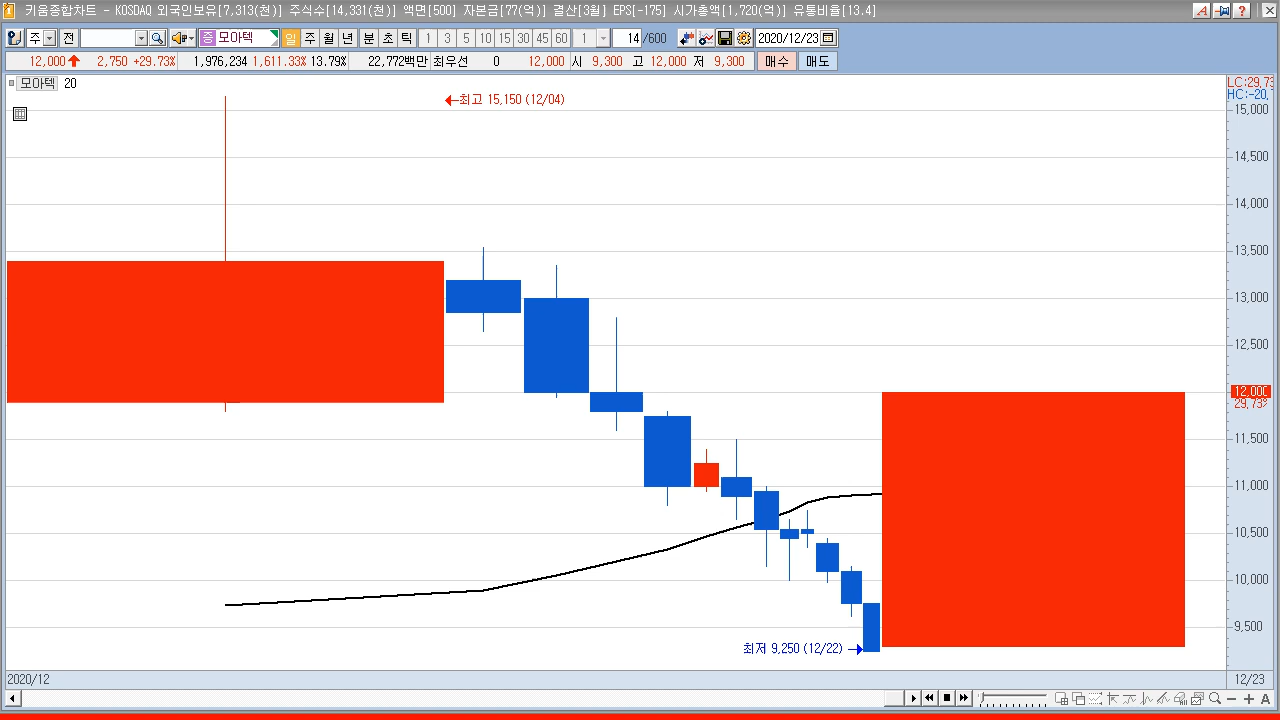 키움종합차트 - KOSDAQ 외국인보유[7,313(천)] 주식수[14,331(천)] 액면[500] 자본금[77(억)] 결산[3월] EPS[-175] 시가총액[1,720(억)] 유통비율[13.4]
주 전 증 모아텍 일 주 월 년 분 초 틱 1 3 5 10 15 30 45 60 1 14 /600 2020/12/23
12,000 2,750 +29.73% 1,976,234 1,611.33% 13.79% 22,772백만 최우선 0 12,000 시 9,300 고 12,000 저 9,300 매수 매도
모아텍 20
LC:29,73
HC:-20,
최고 15,150 (12/04)
15,000
14,500
14,000
13,500
13,000
12,500
12,000
29,73%
11,500
11,000
10,500
10,000
9,500
최저 9,250 (12/22)
2020/12 12/23
A